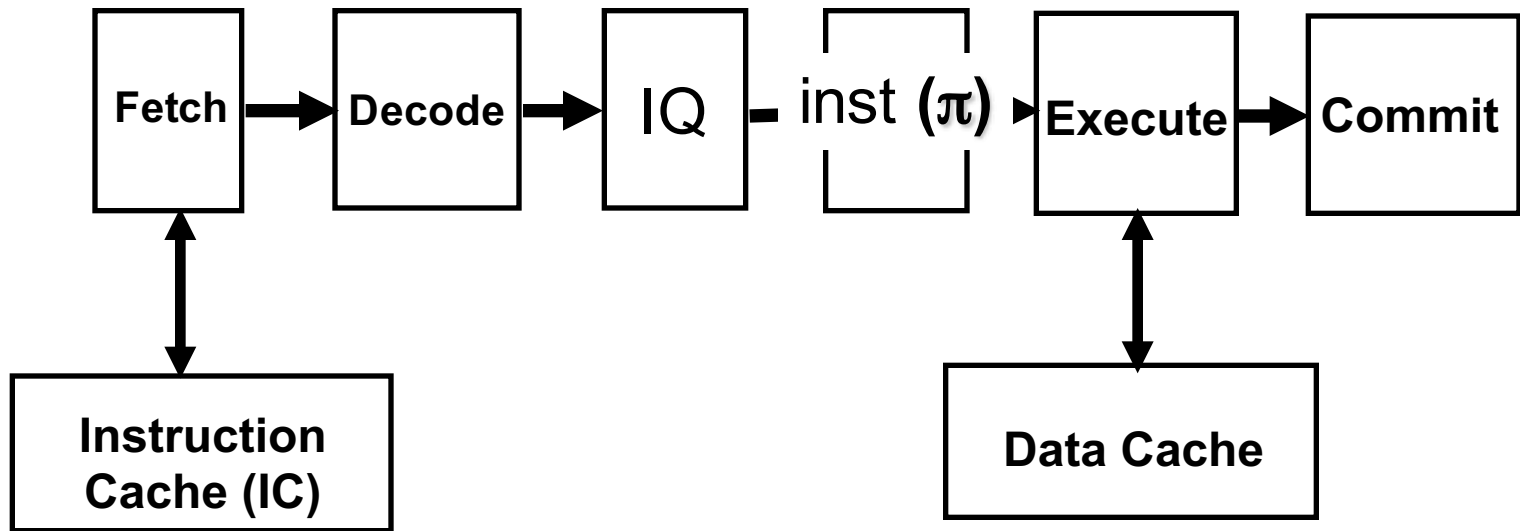 Fetch
Decode
IQ
inst (π)
Execute
Commit
Instruction
Cache (IC)
Data Cache